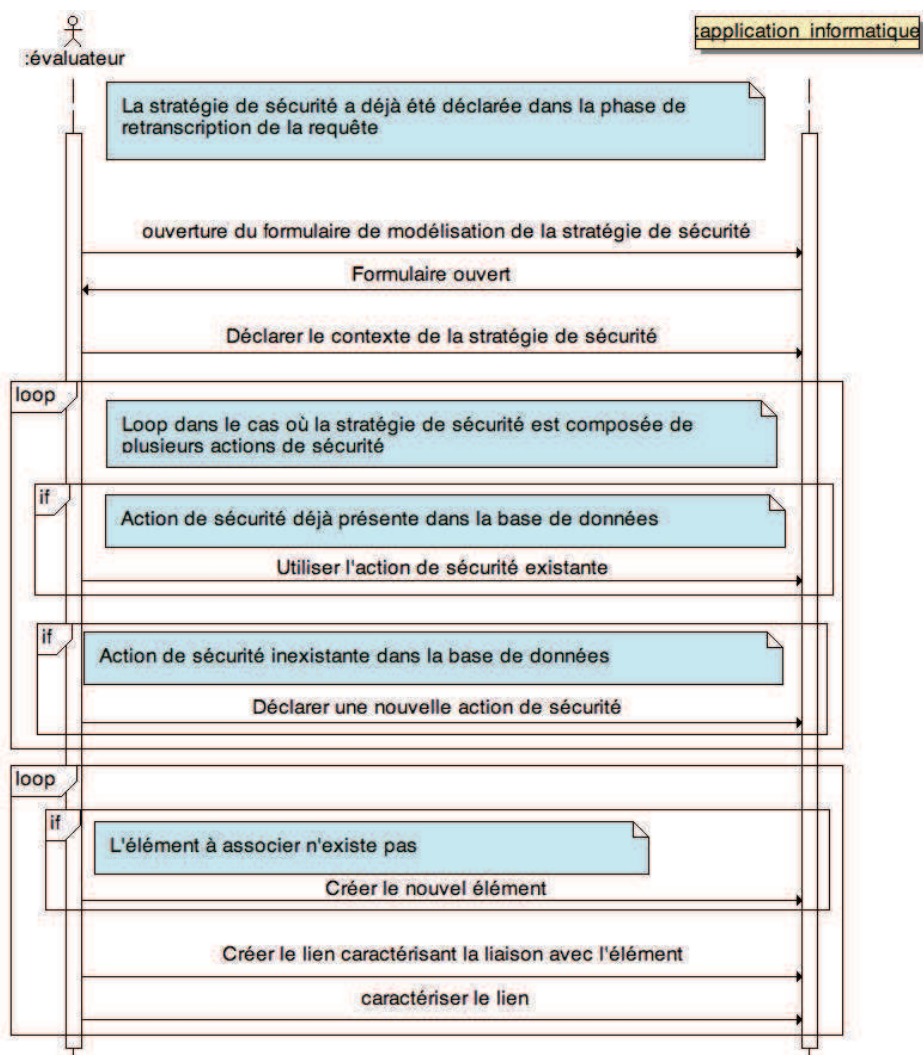 :évaluateur
:application informatique
La stratégie de sécurité a déjà été déclarée dans la phase de
retranscription de la requête
ouverture du formulaire de modélisation de la stratégie de sécurité
Formulaire ouvert
Déclarer le contexte de la stratégie de sécurité
loop
Loop dans le cas où la stratégie de sécurité est composée de
plusieurs actions de sécurité
if
Action de sécurité déjà présente dans la base de données
Utiliser l'action de sécurité existante
if
Action de sécurité inexistante dans la base de données
Déclarer une nouvelle action de sécurité
loop
if
L'élément à associer n'existe pas
Créer le nouvel élément
Créer le lien caractérisant la liaison avec l'élément
caractériser le lien